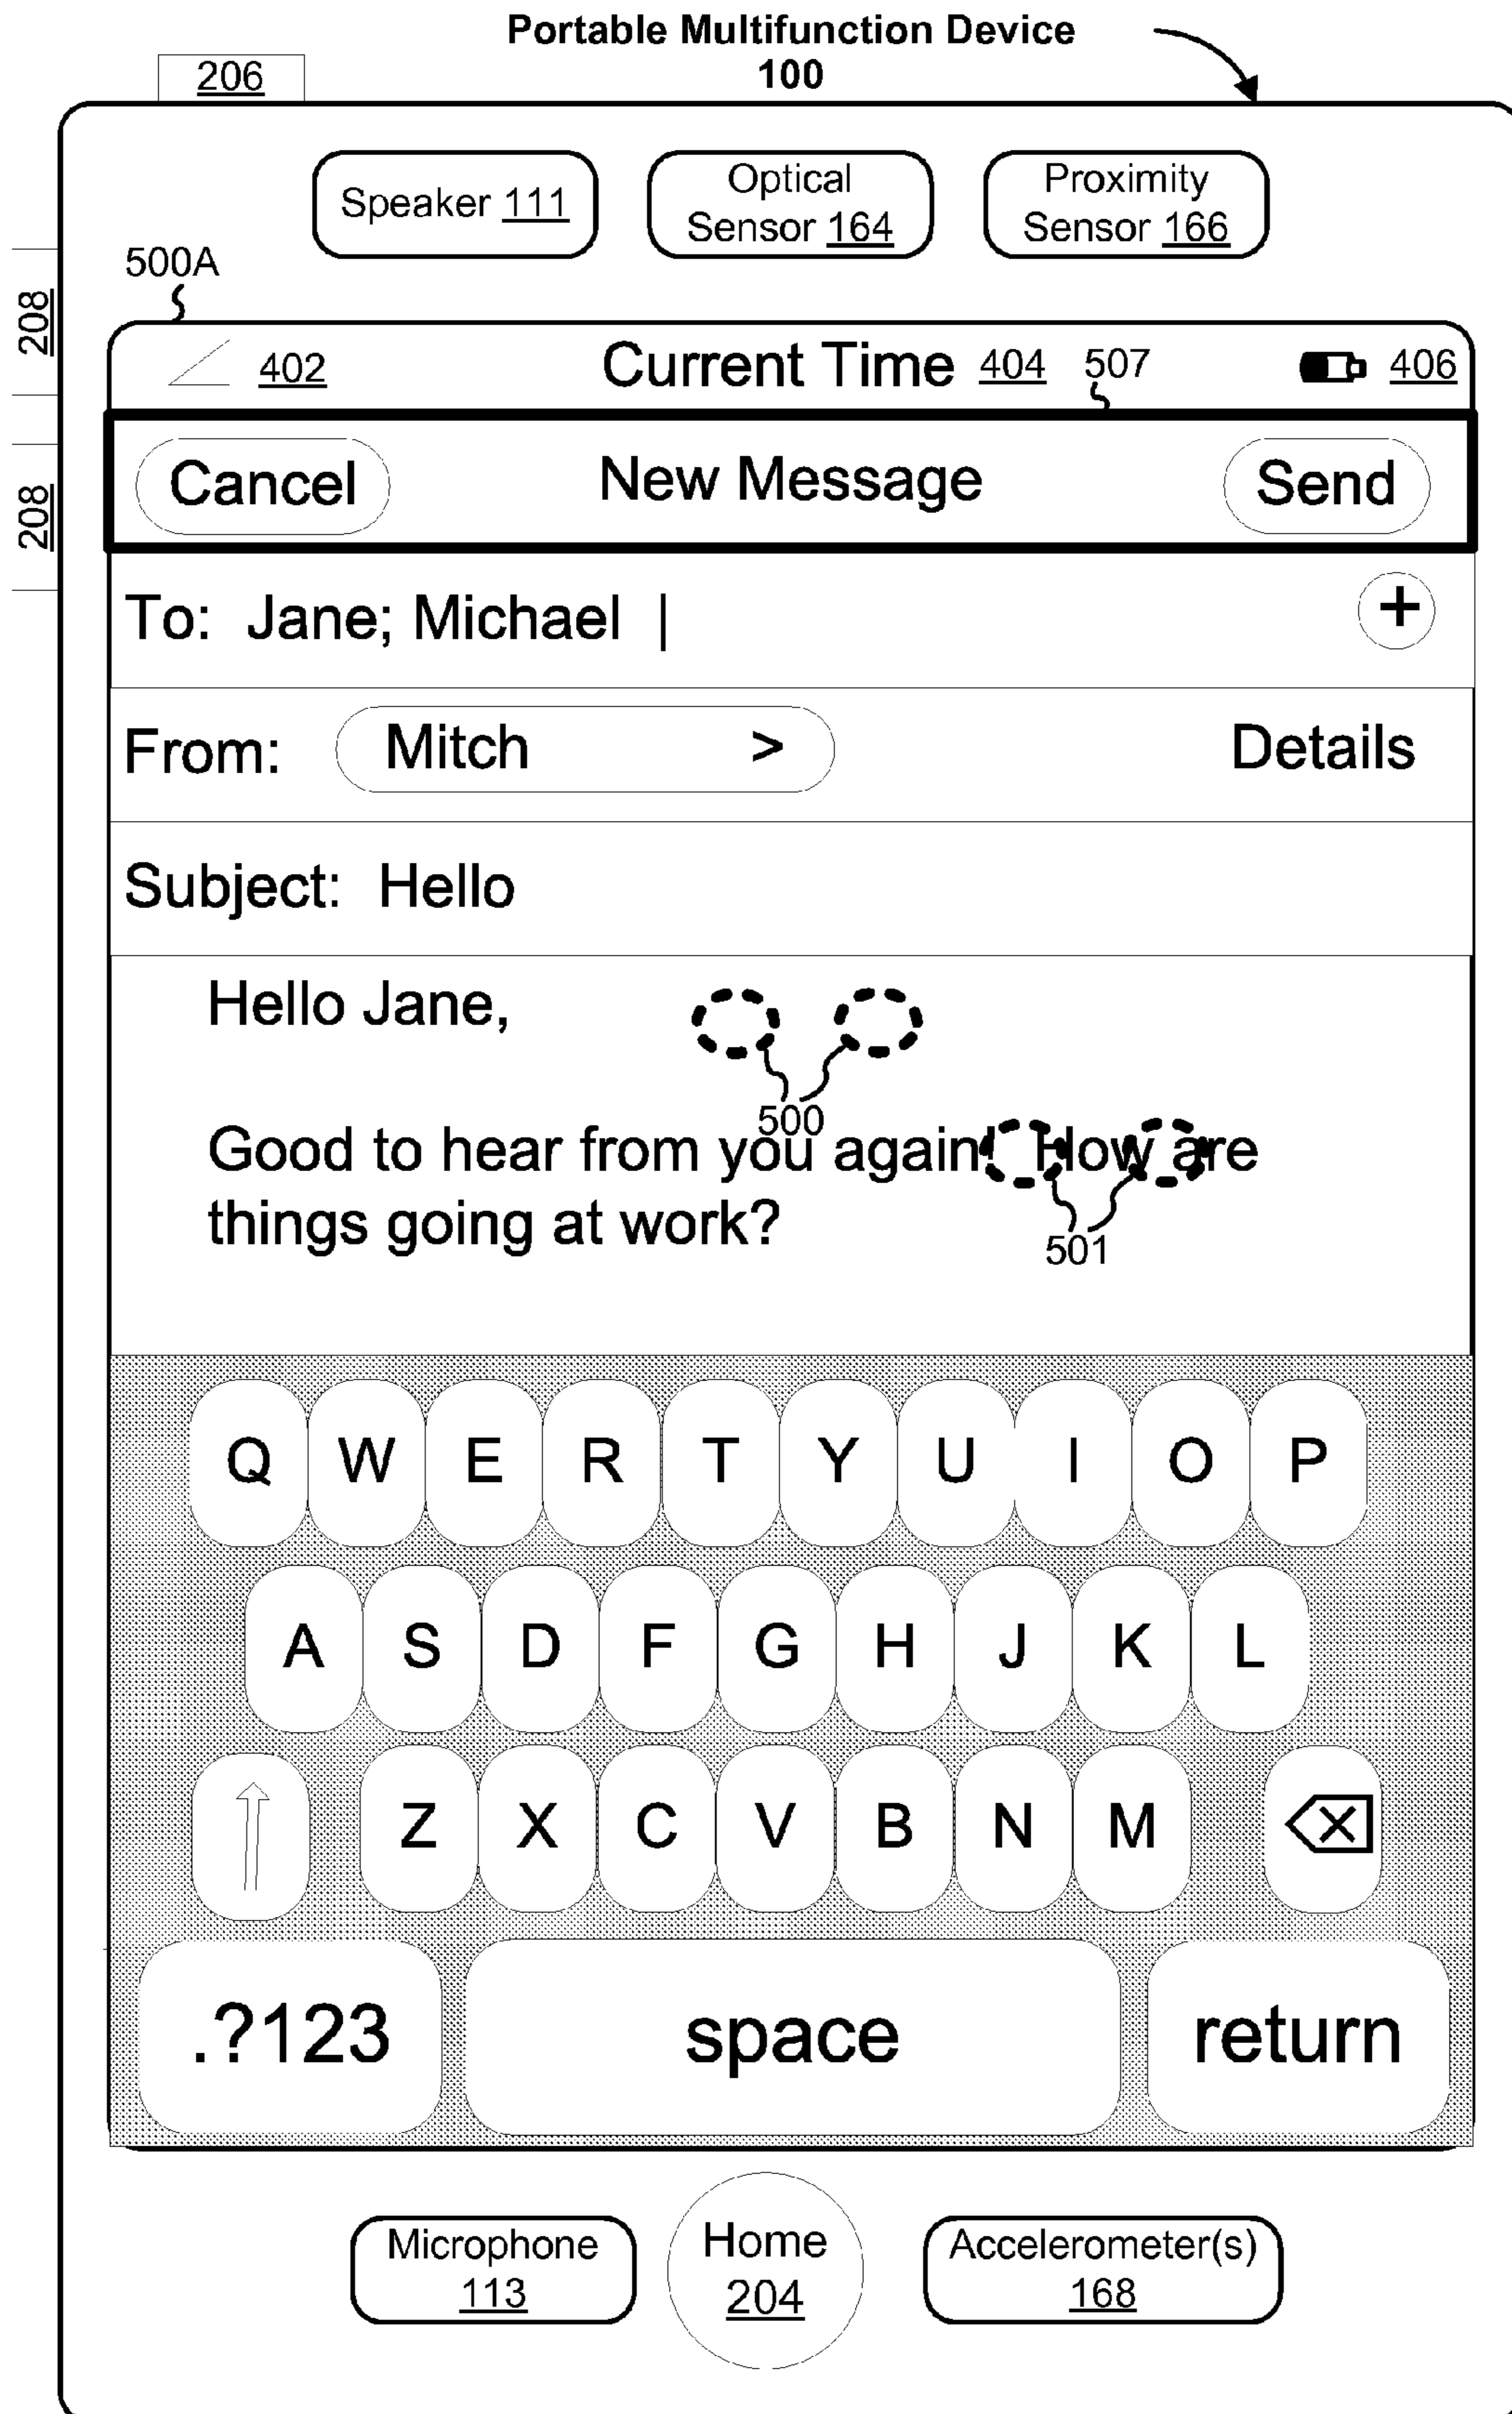 Portable Multifunction Device
100
206
Speaker 111
Optical
Sensor 164
Proximity
Sensor 166
500A
208
208
402 Current Time 404 507 406
Cancel New Message Send
To: Jane; Michael | +
From: Mitch > Details
Subject: Hello
Hello Jane,
500
Good to hear from you again! How are
things going at work?
501
Q W E R T Y U I O P
A S D F G H J K L
Z X C V B N M
.?123 space return
Microphone
113
Home
204
Accelerometer(s)
168